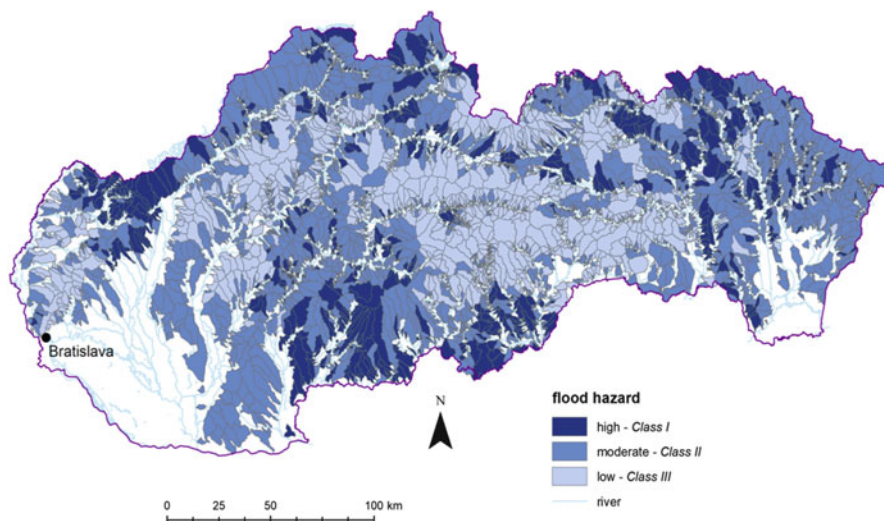 Bratislava
N
flood hazard
high - Class I
moderate - Class II
low - Class III
river
0 25 50 100 km